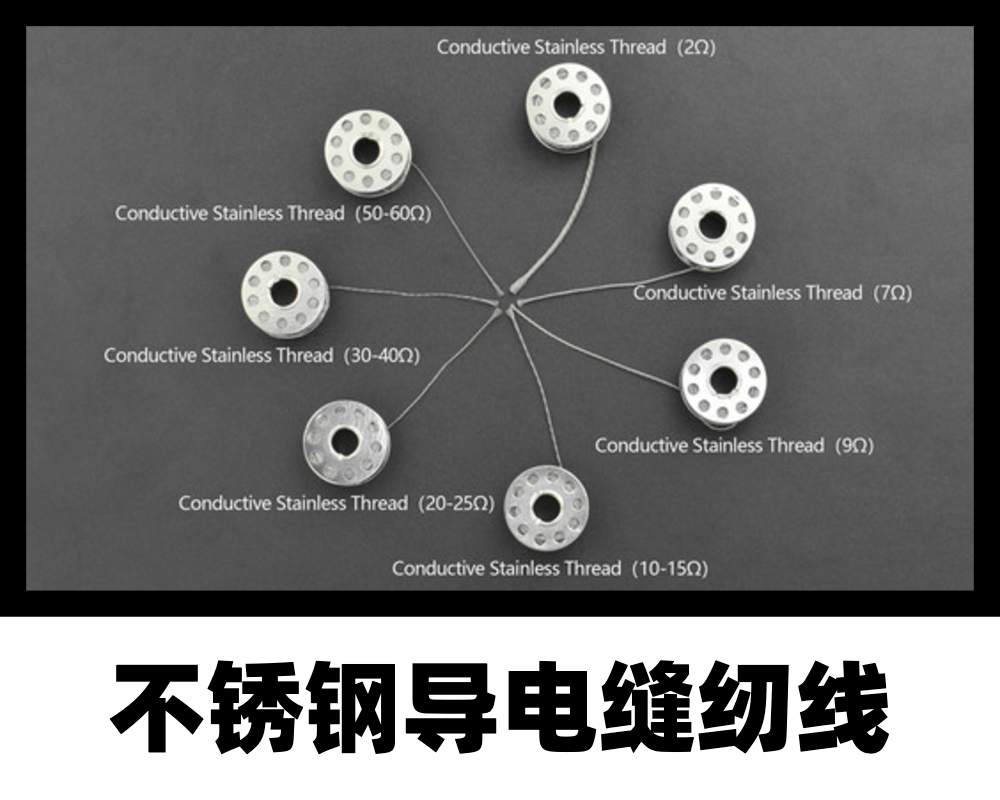 Conductive Stainless Thread (2Ω)
Conductive Stainless Thread (50-60Ω)
Conductive Stainless Thread (7Ω)
Conductive Stainless Thread (30-40Ω)
Conductive Stainless Thread (9Ω)
Conductive Stainless Thread (20-25Ω)
Conductive Stainless Thread (10-15Ω)
不锈钢导电缝纫线